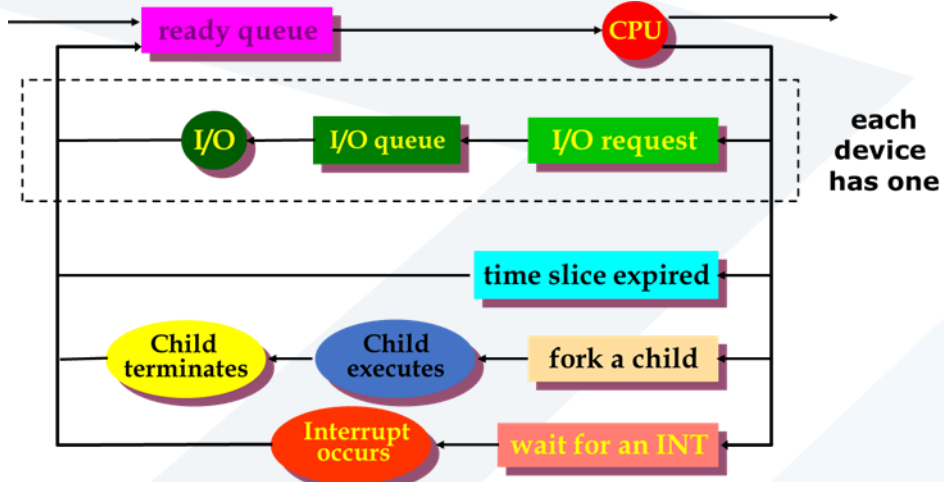 ready queue
CPU
I/O
I/O queue
I/O request
each
device
has one
time slice expired
Child
terminates
Child
executes
fork a child
Interrupt
occurs
wait for an INT